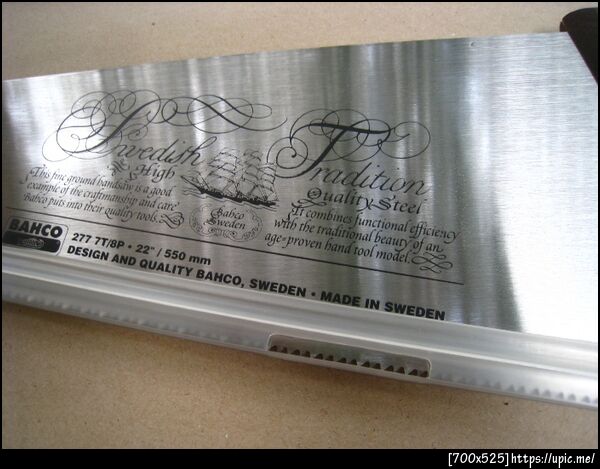 Swedish Tradition
High Quality Steel
This fine ground handsaw is a good
example of the craftmanship and care
Bahco puts into their quality tools.
Bahco
Sweden
It combines functional efficiency
with the traditional beauty of an
age-proven hand tool model.
BAHCO
277 7T/8P • 22" / 550 mm
DESIGN AND QUALITY BAHCO, SWEDEN • MADE IN SWEDEN
[700x525]https://upic.me/